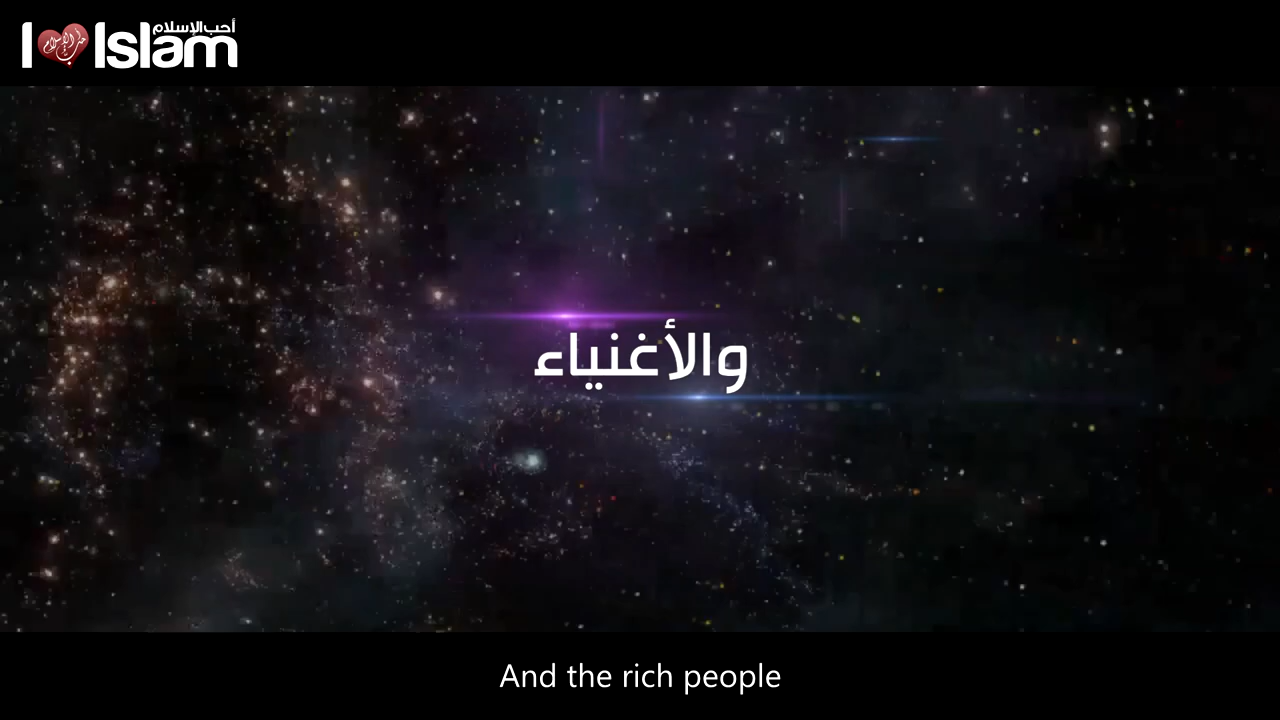 أحب الإسلام
I Islam
والأغنياء
And the rich people